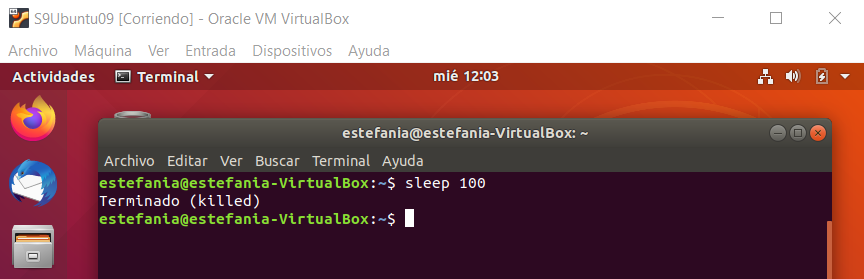 S9Ubuntu09 [Corriendo] - Oracle VM VirtualBox
Archivo Máquina Ver Entrada Dispositivos Ayuda
Actividades Terminal mié 12:03
estefania@estefania-VirtualBox: ~
Archivo Editar Ver Buscar Terminal Ayuda
estefania@estefania-VirtualBox:~$ sleep 100
Terminado (killed)
estefania@estefania-VirtualBox:~$